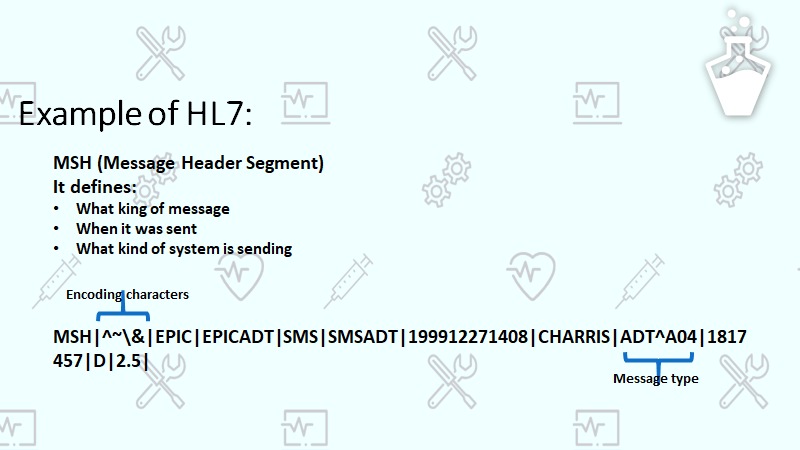 Example of HL7:
MSH (Message Header Segment)
It defines:
• What king of message
• When it was sent
• What kind of system is sending
Encoding characters
MSH|^~\&|EPIC|EPICADT|SMS|SMSADT|199912271408|CHARRIS|ADT^A04|1817
457|D|2.5|
Message type